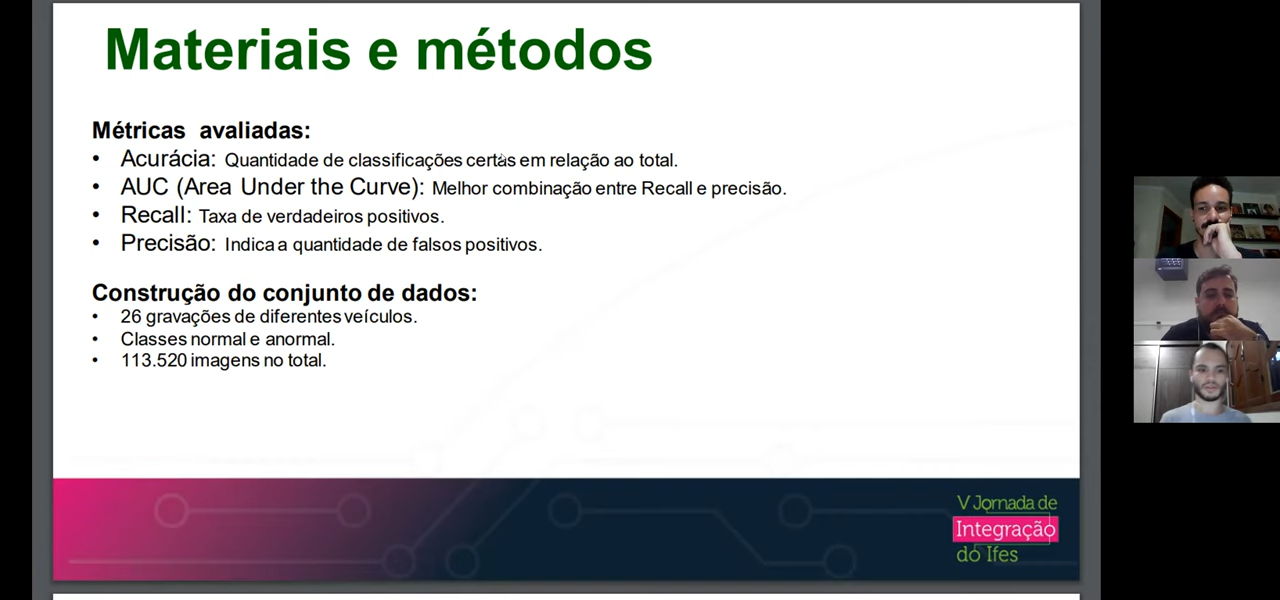 Materiais e métodos
Métricas avaliadas:
• Acurácia: Quantidade de classificações certas em relação ao total.
• AUC (Area Under the Curve): Melhor combinação entre Recall e precisão.
• Recall: Taxa de verdadeiros positivos.
• Precisão: Indica a quantidade de falsos positivos.
Construção do conjunto de dados:
• 26 gravações de diferentes veículos.
• Classes normal e anormal.
• 113.520 imagens no total.
V Jornada de
Integração
do Ifes